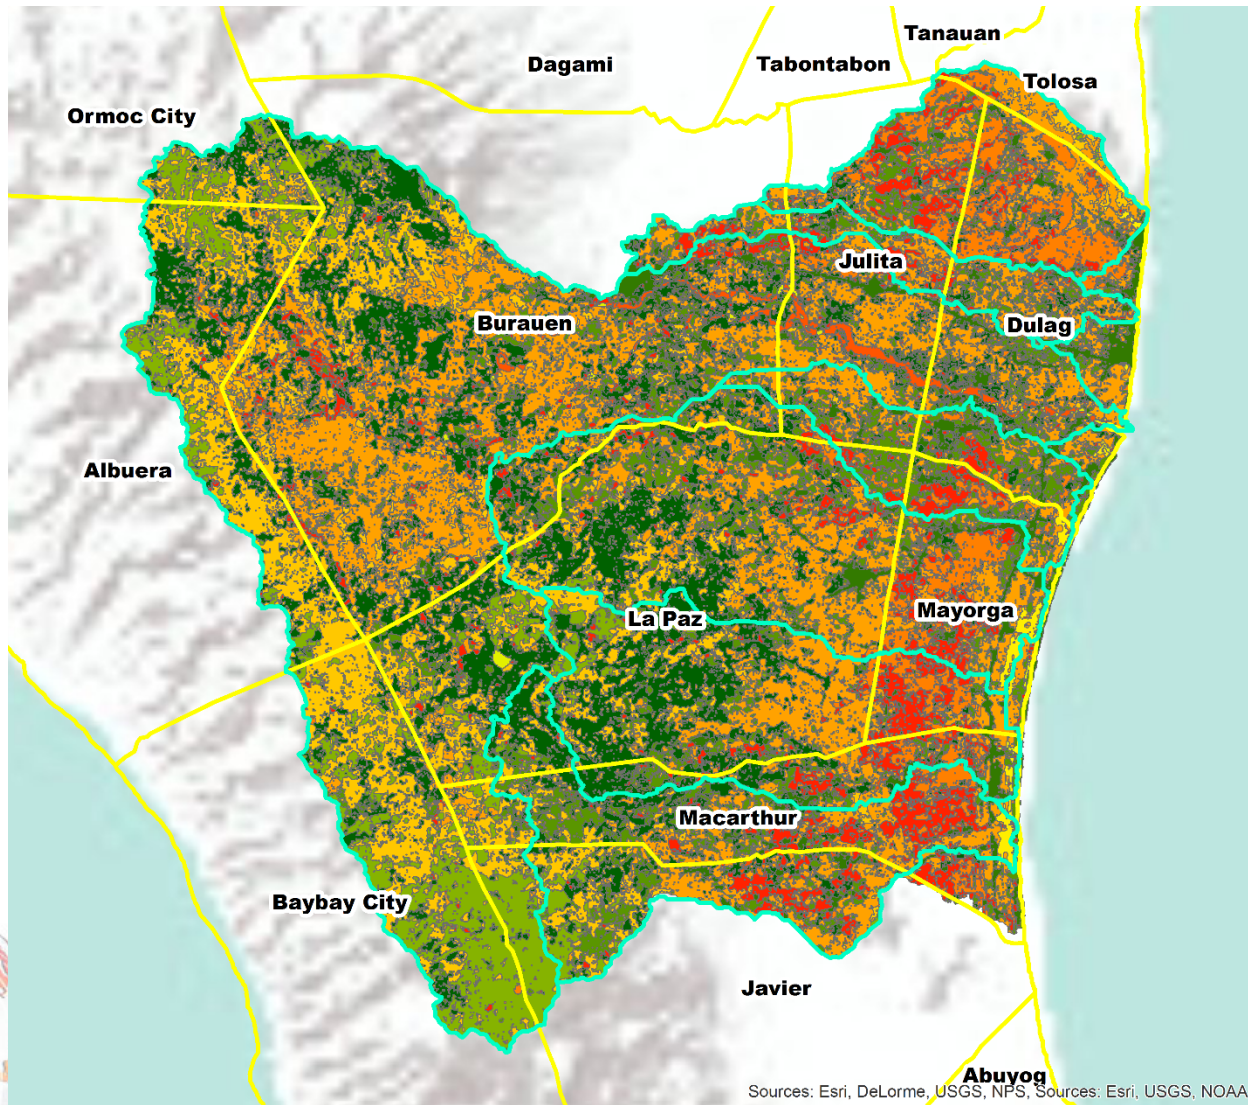 Tanauan
Dagami
Tabontabon
Tolosa
Ormoc City
Julita
Burauen
Dulag
Albuera
Mayorga
La Paz
Macarthur
Baybay City
Javier
Abuyog
Sources: Esri, DeLorme, USGS, NPS, Sources: Esri, USGS, NOAA